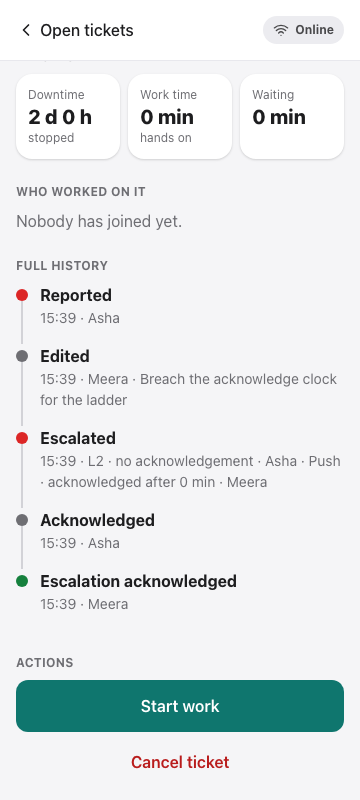 Open tickets
Online
Downtime
2 d 0 h
stopped
Work time
0 min
hands on
Waiting
0 min
WHO WORKED ON IT
Nobody has joined yet.
FULL HISTORY
Reported
15:39 · Asha
Edited
15:39 · Meera · Breach the acknowledge clock
for the ladder
Escalated
15:39 · L2 · no acknowledgement · Asha · Push
· acknowledged after 0 min · Meera
Acknowledged
15:39 · Asha
Escalation acknowledged
15:39 · Meera
ACTIONS
Start work
Cancel ticket